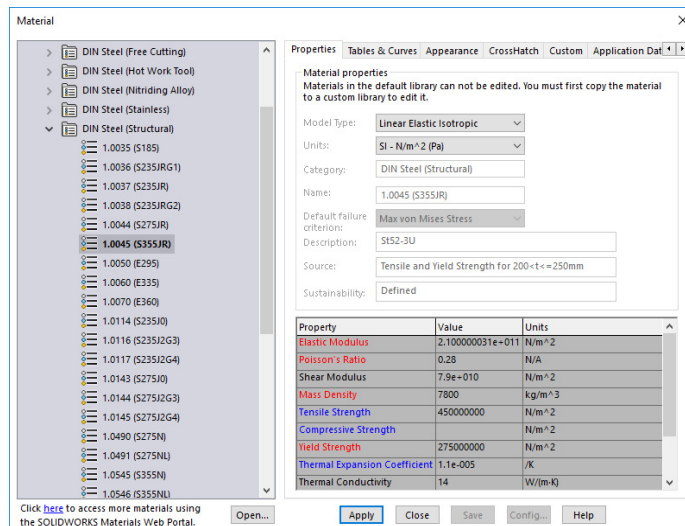 Material
DIN Steel (Free Cutting)
DIN Steel (Hot Work Tool)
DIN Steel (Nitriding Alloy)
DIN Steel (Stainless)
DIN Steel (Structural)
1.0035 (S185)
1.0036 (S235JRG1)
1.0037 (S235JR)
1.0038 (S235JRG2)
1.0044 (S275JR)
1.0045 (S355JR)
1.0050 (E295)
1.0060 (E335)
1.0070 (E360)
1.0114 (S235J0)
1.0116 (S235J2G3)
1.0117 (S235J2G4)
1.0143 (S275J0)
1.0144 (S275J2G3)
1.0145 (S275J2G4)
1.0490 (S275N)
1.0491 (S275NL)
1.0545 (S355N)
1.0546 (S355NL)
Click here to access more materials using
the SOLIDWORKS Materials Web Portal.
Open...
Properties Tables & Curves Appearance CrossHatch Custom Application Dat
Material properties
Materials in the default library can not be edited. You must first copy the material
to a custom library to edit it.
Model Type: Linear Elastic Isotropic
Units: SI - N/m^2 (Pa)
Category: DIN Steel (Structural)
Name: 1.0045 (S355JR)
Default failure
criterion: Max von Mises Stress
Description: St52-3U
Source: Tensile and Yield Strength for 200<t<=250mm
Sustainability: Defined
Property Value Units
Elastic Modulus 2.100000031e+011 N/m^2
Poisson's Ratio 0.28 N/A
Shear Modulus 7.9e+010 N/m^2
Mass Density 7800 kg/m^3
Tensile Strength 450000000 N/m^2
Compressive Strength N/m^2
Yield Strength 275000000 N/m^2
Thermal Expansion Coefficient 1.1e-005 /K
Thermal Conductivity 14 W/(m·K)
Apply Close Save Config... Help